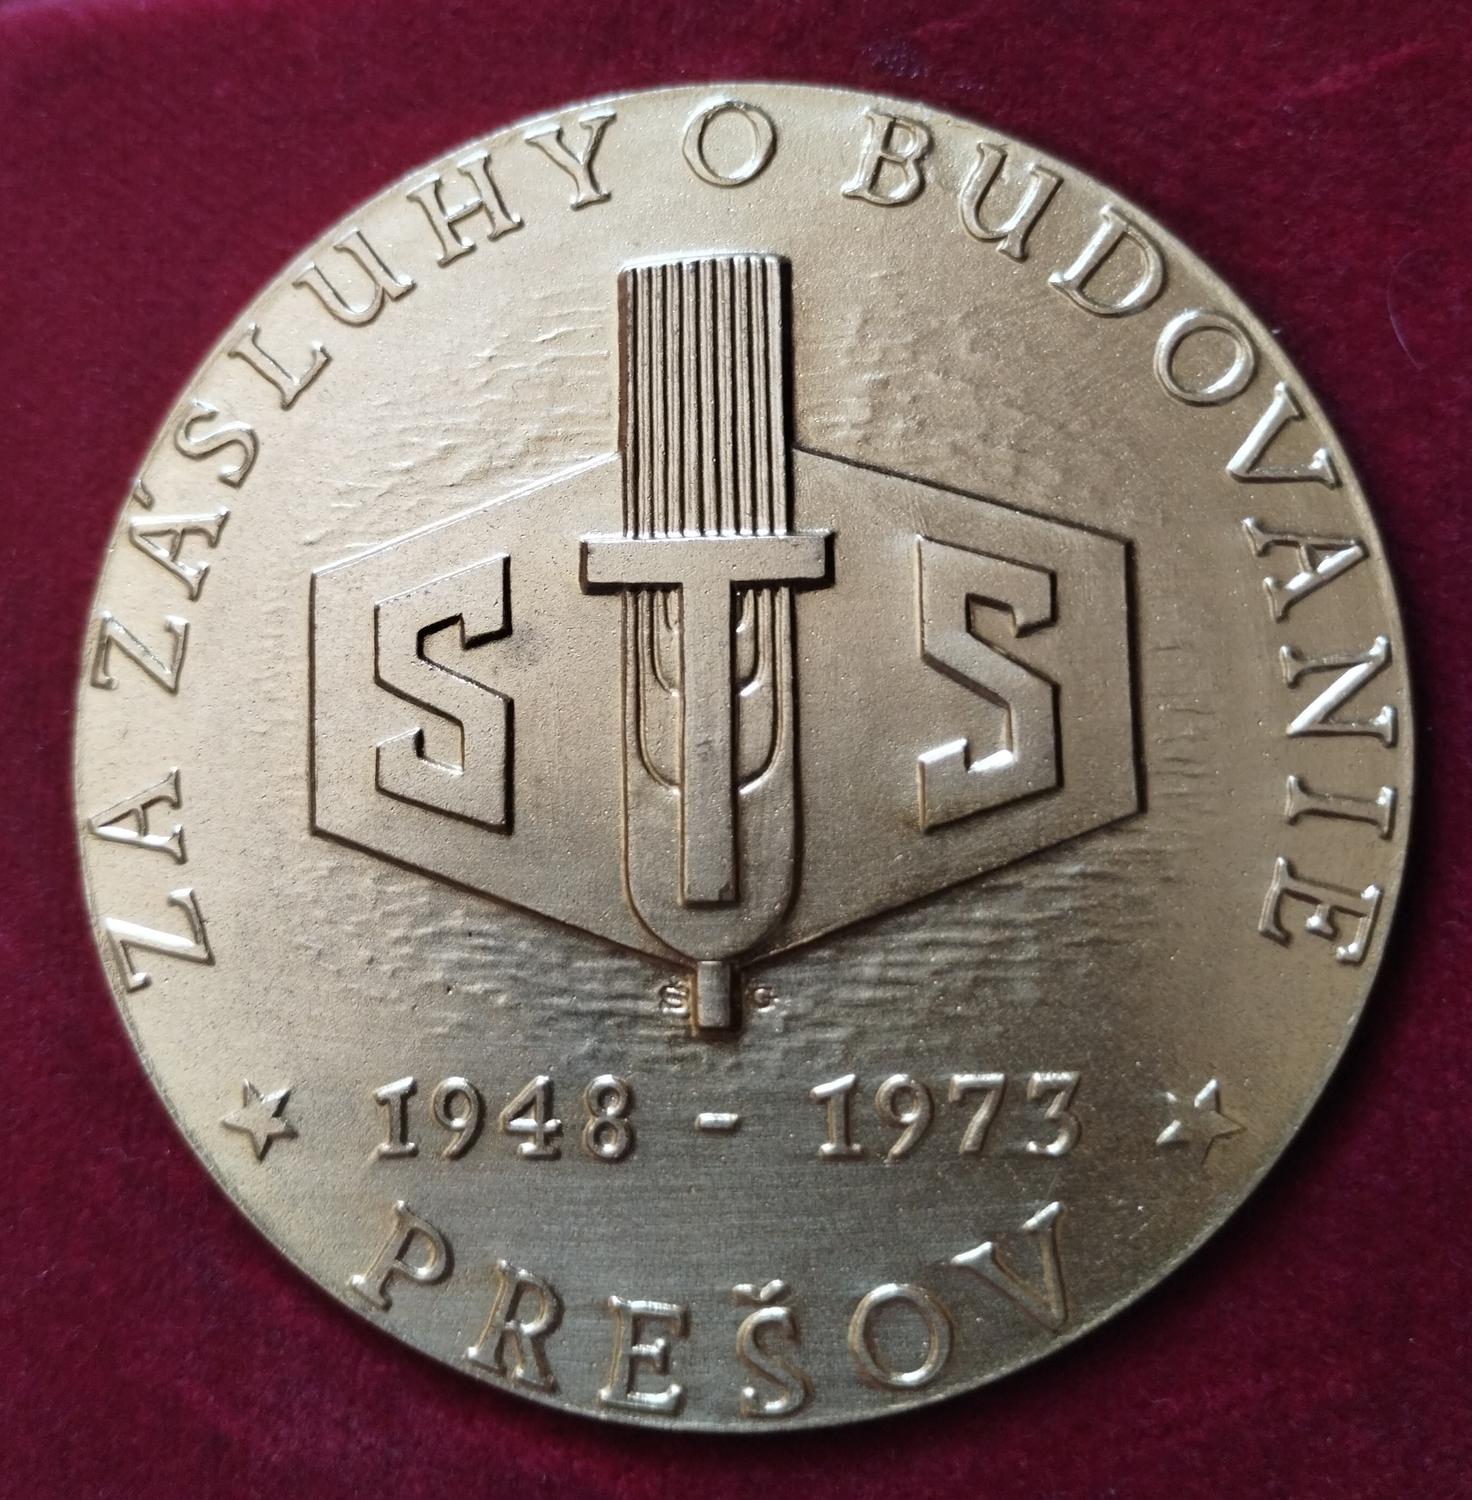 ZA ZÁSLUHY O BUDOVANIE
STS
Š G
1948 - 1973
PREŠOV